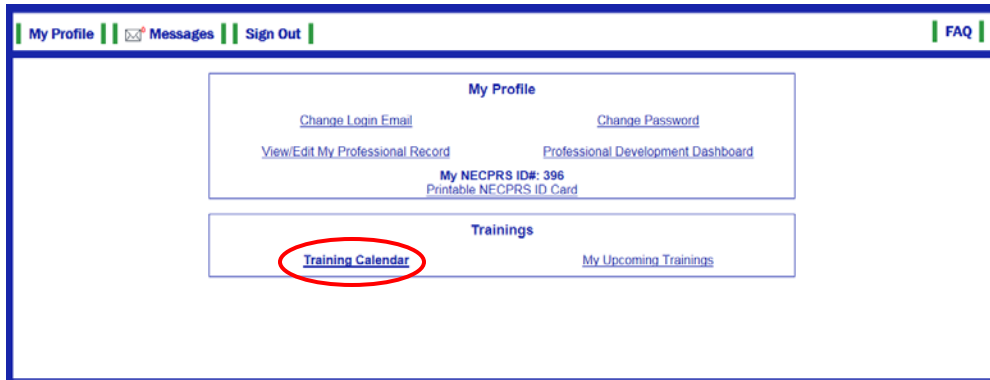 My Profile Messages Sign Out FAQ
My Profile
Change Login Email Change Password
View/Edit My Professional Record Professional Development Dashboard
My NECPRS ID#: 396
Printable NECPRS ID Card
Trainings
Training Calendar My Upcoming Trainings